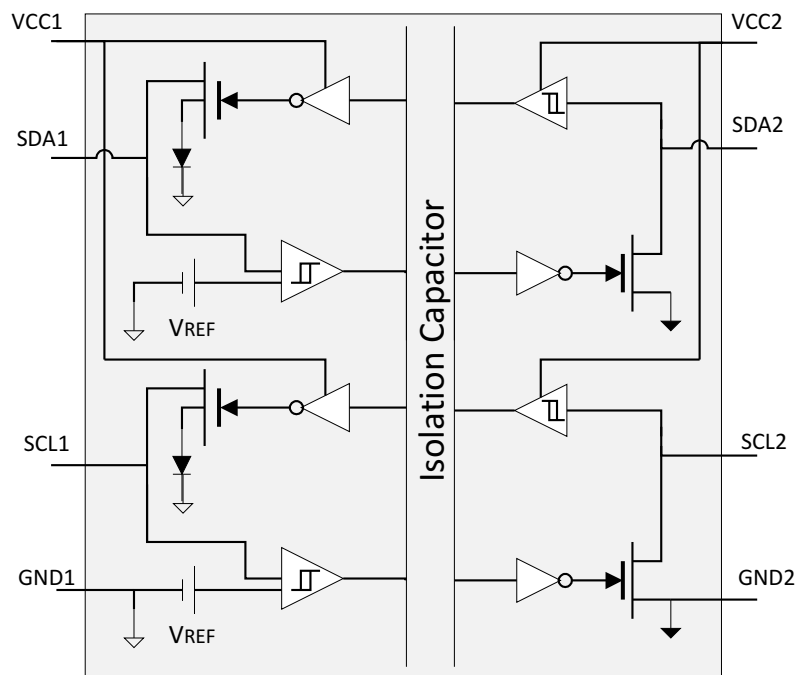 VCC1
VCC2
SDA1
SDA2
VREF
Isolation Capacitor
SCL1
SCL2
GND1
GND2
VREF